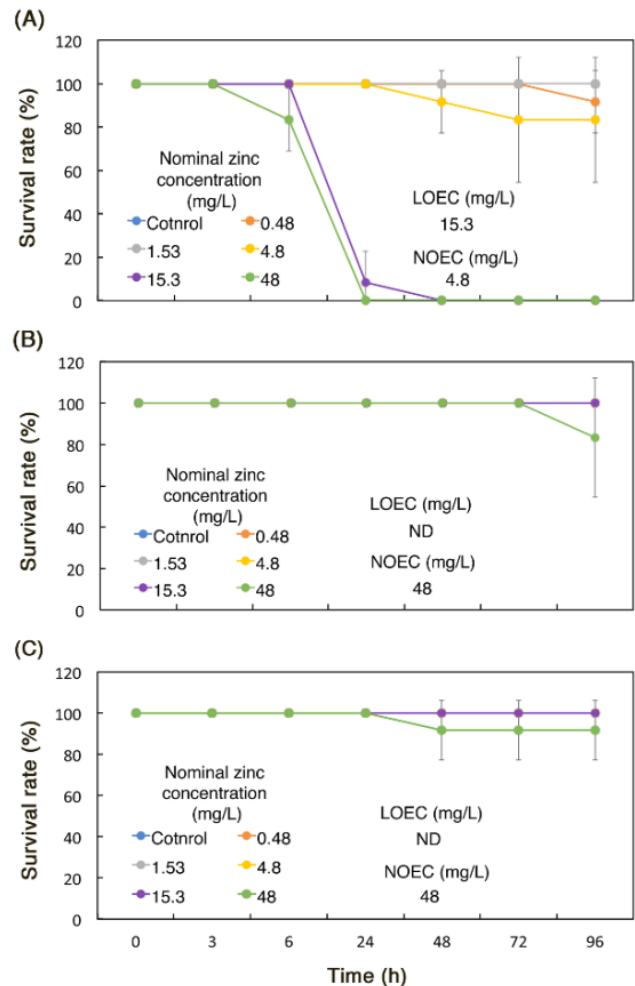 (A)
120
100
80
60
40
20
0
Survival rate (%)
Nominal zinc
concentration
(mg/L)
Cotnrol 0.48
1.53 4.8
15.3 48
LOEC (mg/L)
15.3
NOEC (mg/L)
4.8
(B)
120
100
80
60
40
20
0
Survival rate (%)
Nominal zinc
concentration
(mg/L)
Cotnrol 0.48
1.53 4.8
15.3 48
LOEC (mg/L)
ND
NOEC (mg/L)
48
(C)
120
100
80
60
40
20
0
Survival rate (%)
Nominal zinc
concentration
(mg/L)
Cotnrol 0.48
1.53 4.8
15.3 48
LOEC (mg/L)
ND
NOEC (mg/L)
48
0 3 6 24 48 72 96
Time (h)